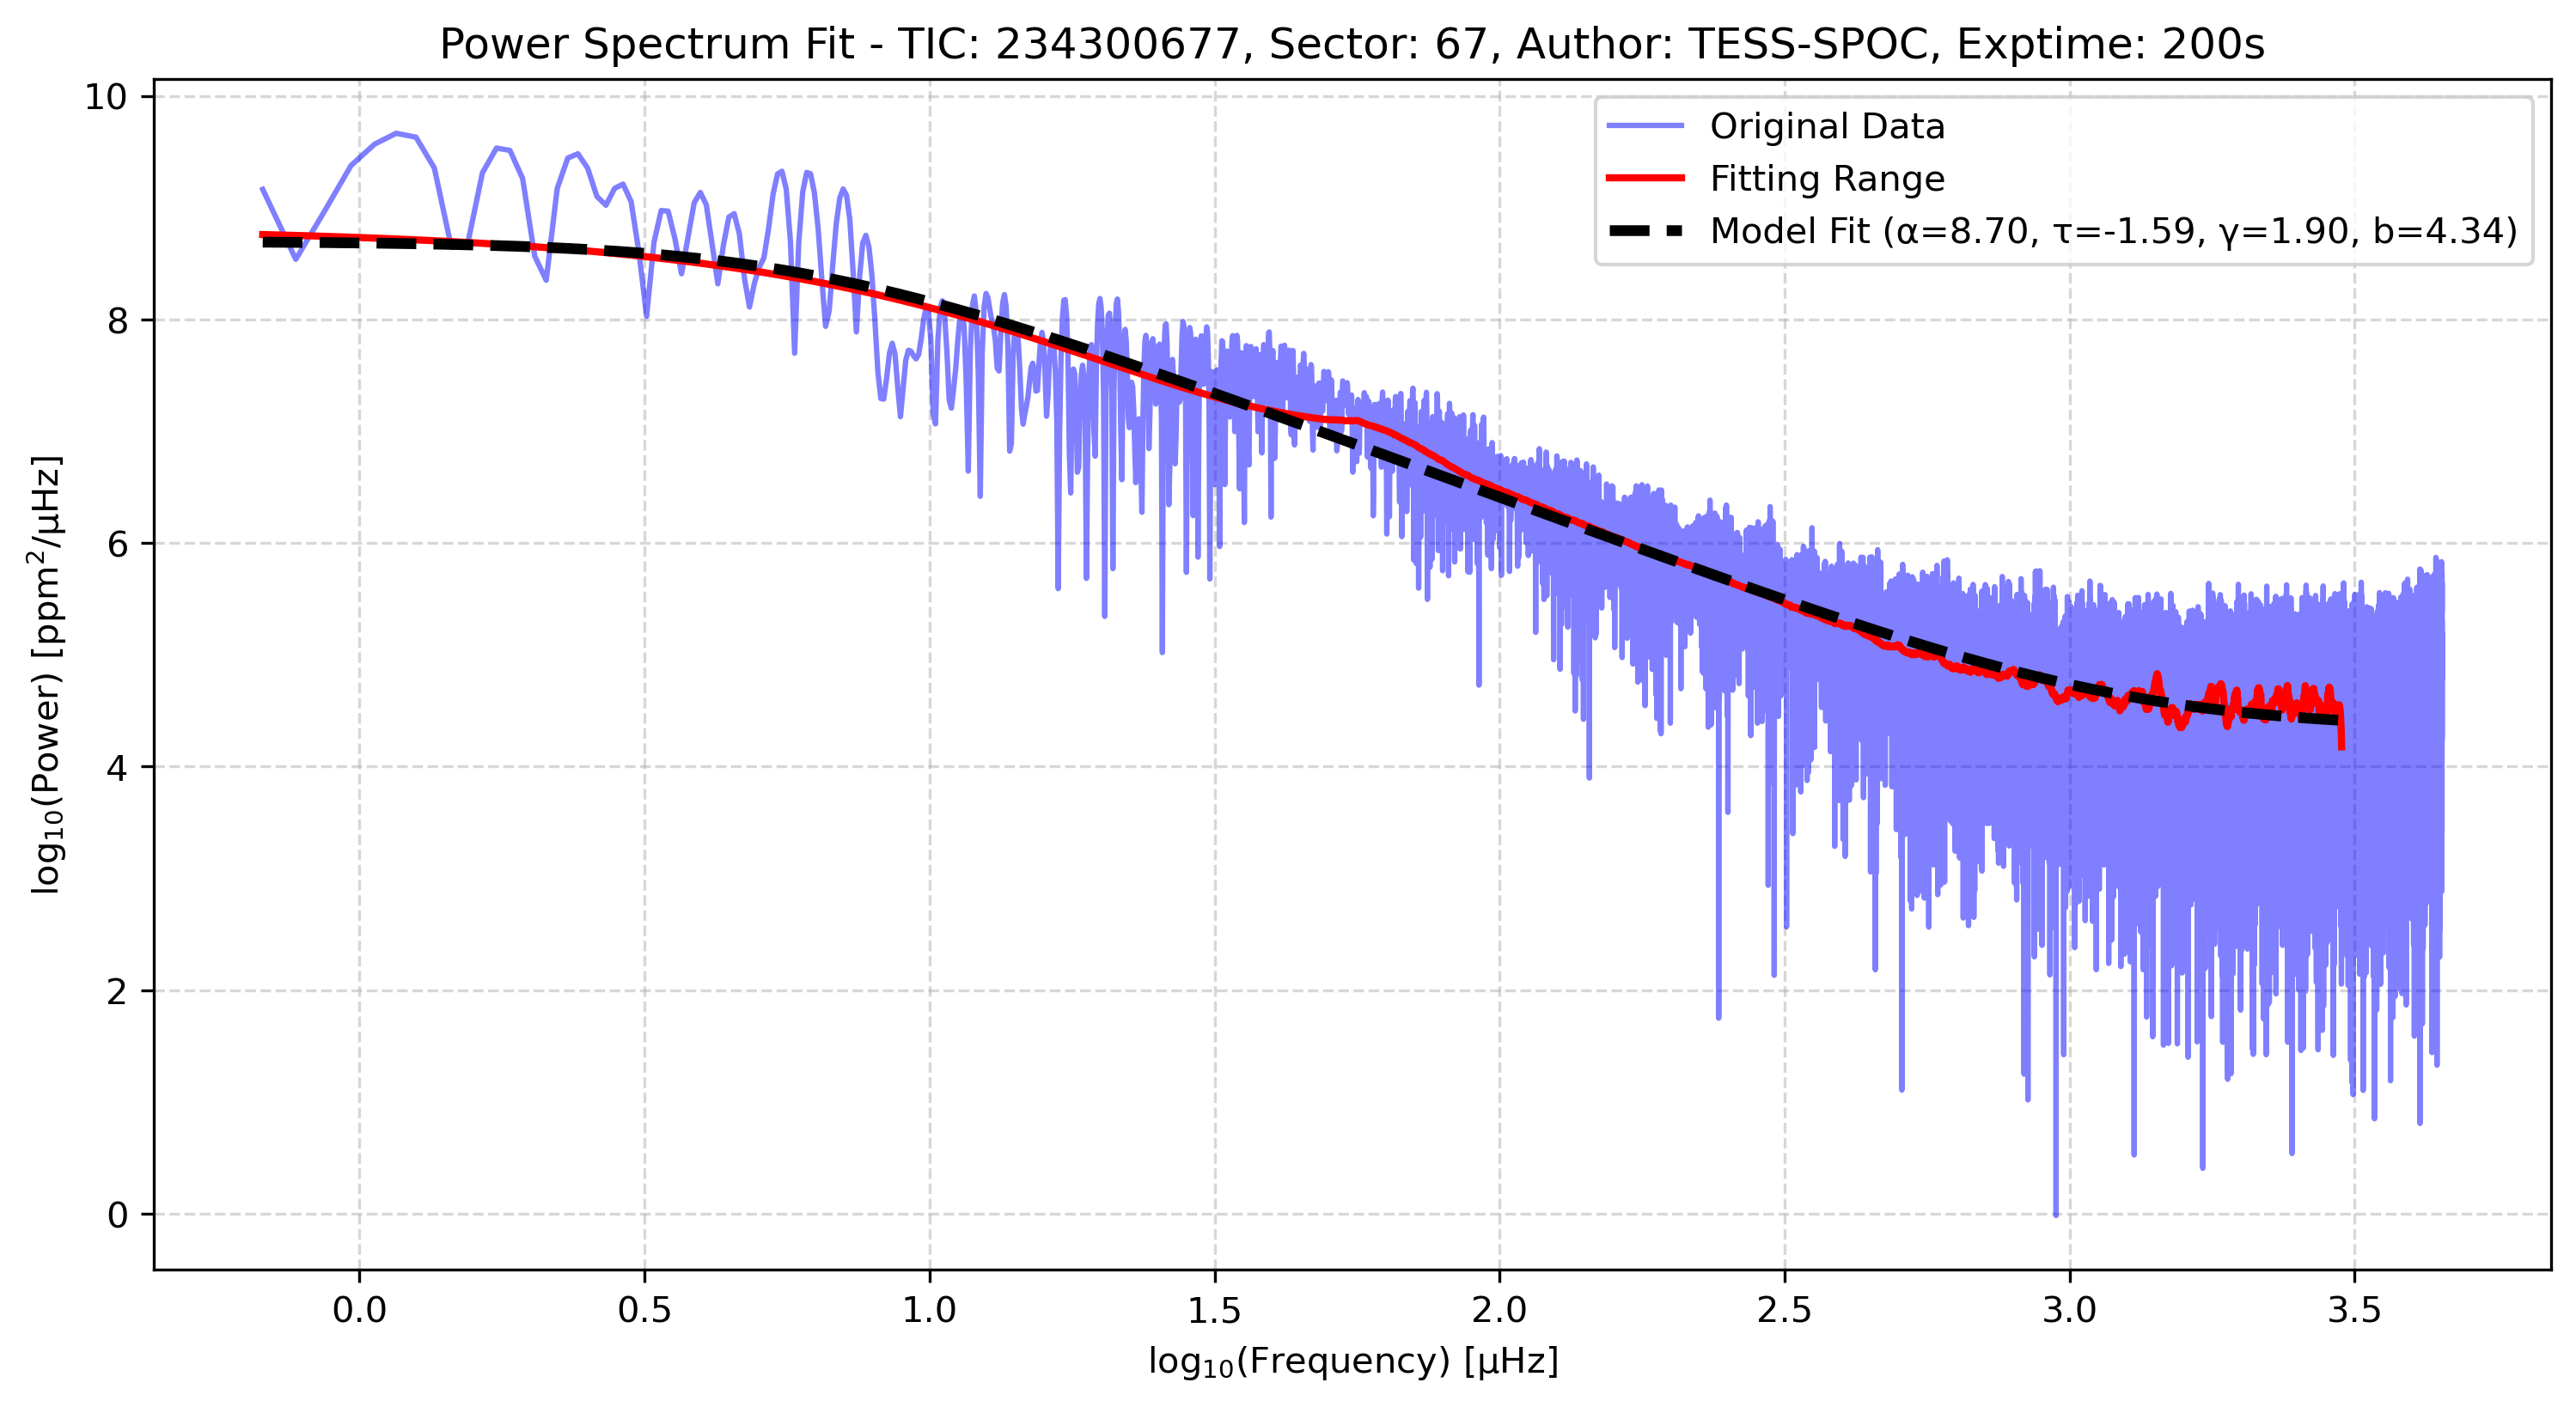 Power Spectrum Fit - TIC: 234300677, Sector: 67, Author: TESS-SPOC, Exptime: 200s
Original Data
Fitting Range
Model Fit (α=8.70, τ=-1.59, γ=1.90, b=4.34)
log₁₀(Power) [ppm²/μHz]
10
8
6
4
2
0
0.0 0.5 1.0 1.5 2.0 2.5 3.0 3.5
log₁₀(Frequency) [μHz]